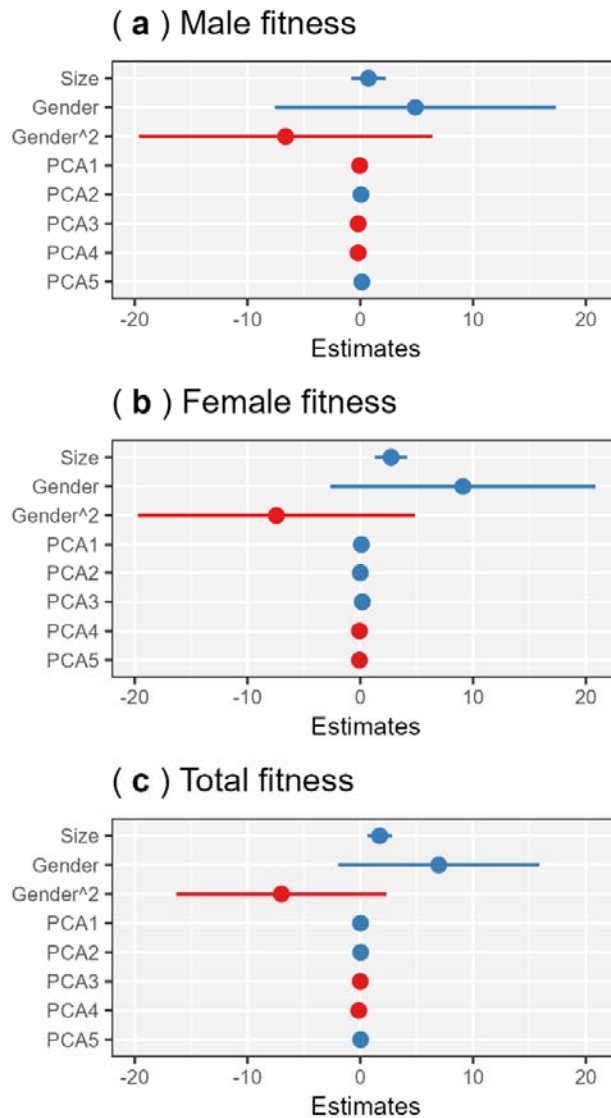 ( a ) Male fitness
Size
Gender
Gender^2
PCA1
PCA2
PCA3
PCA4
PCA5
-20 -10 0 10 20
Estimates
( b ) Female fitness
Size
Gender
Gender^2
PCA1
PCA2
PCA3
PCA4
PCA5
-20 -10 0 10 20
Estimates
( c ) Total fitness
Size
Gender
Gender^2
PCA1
PCA2
PCA3
PCA4
PCA5
-20 -10 0 10 20
Estimates